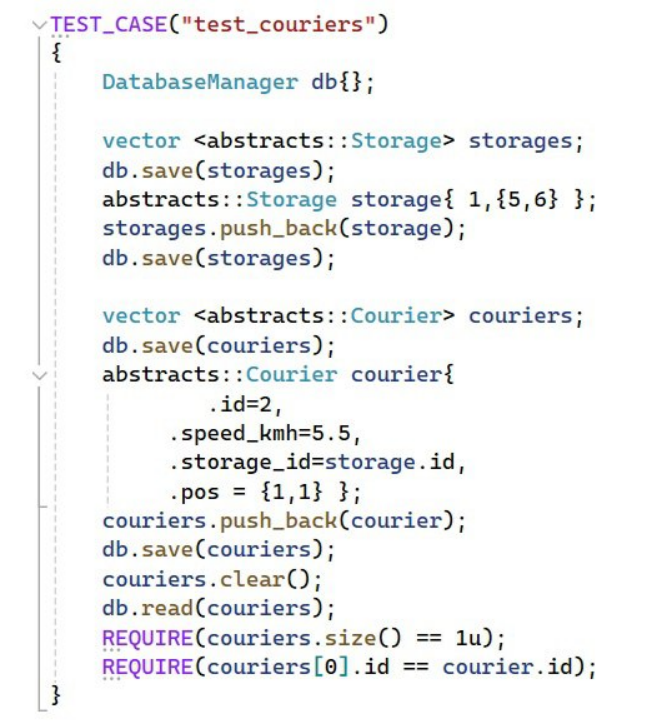 TEST_CASE("test_couriers")
{
DatabaseManager db{};
vector <abstracts::Storage> storages;
db.save(storages);
abstracts::Storage storage{ 1,{5,6} };
storages.push_back(storage);
db.save(storages);
vector <abstracts::Courier> couriers;
db.save(couriers);
abstracts::Courier courier{
.id=2,
.speed_kmh=5.5,
.storage_id=storage.id,
.pos = {1,1} };
couriers.push_back(courier);
db.save(couriers);
couriers.clear();
db.read(couriers);
REQUIRE(couriers.size() == 1u);
REQUIRE(couriers[0].id == courier.id);
}